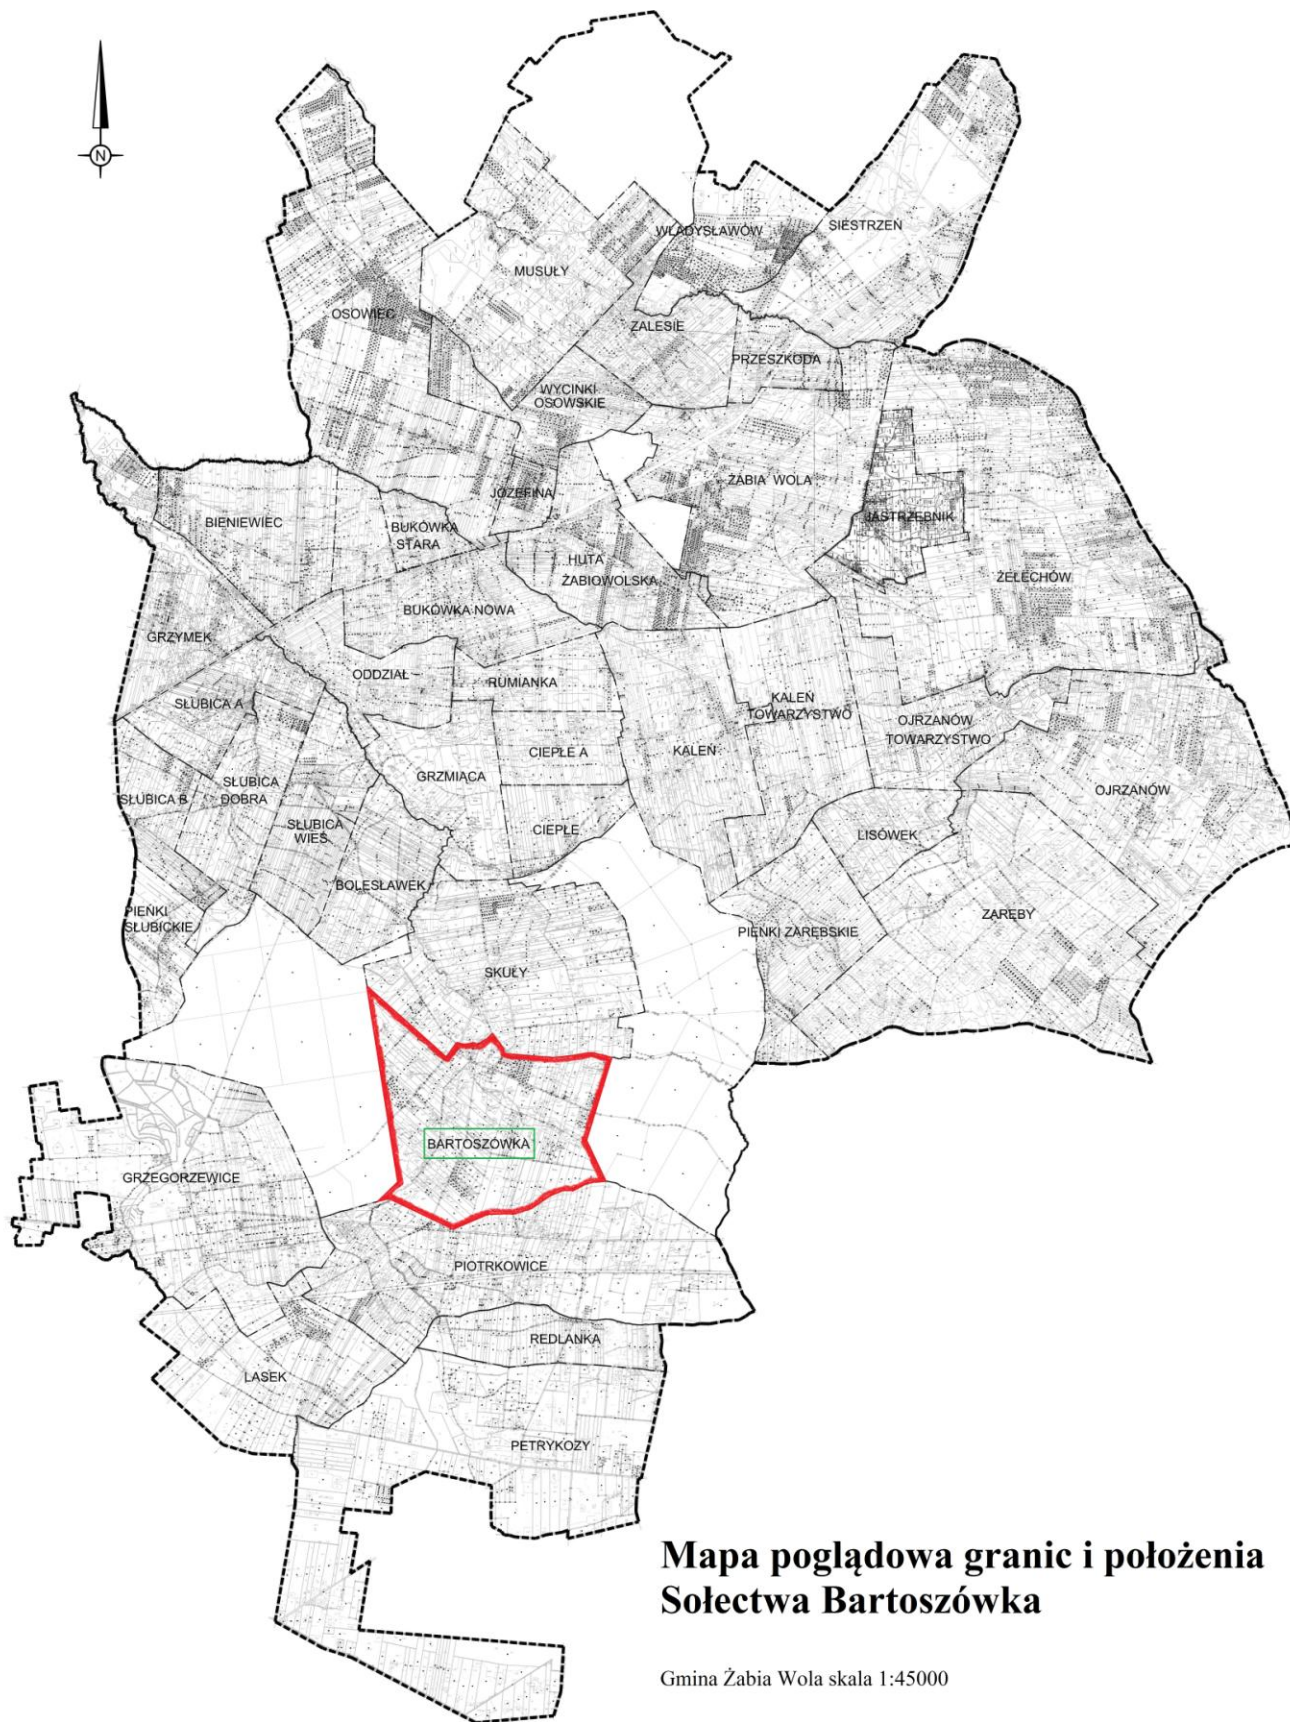 N
WŁADYSŁAWÓW
SIESTRZEŃ
MUSUŁY
OSOWIEC
ZALESIE
PRZESZKODA
WYCINKI
OSOWSKIE
ŻABIA WOLA
JÓZEFINA
BIENIEWIEC
BUKÓWKA
STARA
JASTRZĘBNIK
HUTA
ŻABIOWOLSKA
ŻELECHÓW
BUKÓWKA NOWA
GRZYMEK
ODDZIAŁ
RUMIANKA
SŁUBICA A
KALEŃ
TOWARZYSTWO
OJRZANÓW
TOWARZYSTWO
CIEPŁE A
KALEŃ
GRZMIĄCA
SŁUBICA
DOBRA
SŁUBICA B
OJRZANÓW
SŁUBICA
WIEŚ
CIEPŁE
LISÓWEK
BOLESŁAWEK
PIEŃKI
SŁUBICKIE
ZARĘBY
PIEŃKI ZARĘBSKIE
SKUŁY
BARTOSZÓWKA
GRZEGORZEWICE
PIOTRKOWICE
REDLANKA
LASEK
PETRYKOZY
Mapa poglądowa granic i położenia
Sołectwa Bartoszówka
Gmina Żabia Wola skala 1:45000